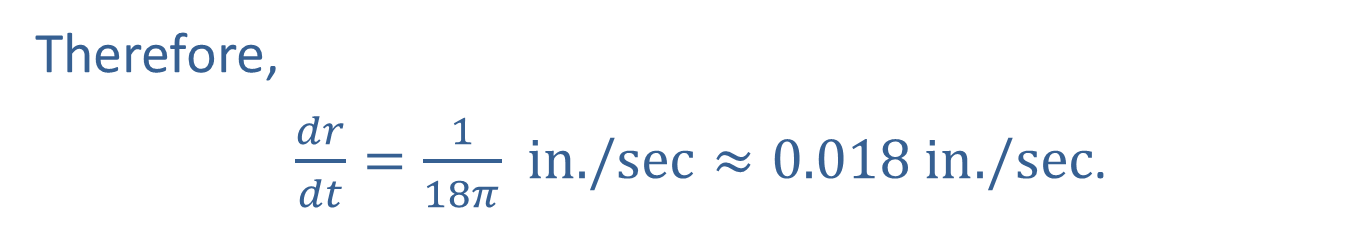 Therefore,
dr/dt = 1/18π in./sec ≈ 0.018 in./sec.